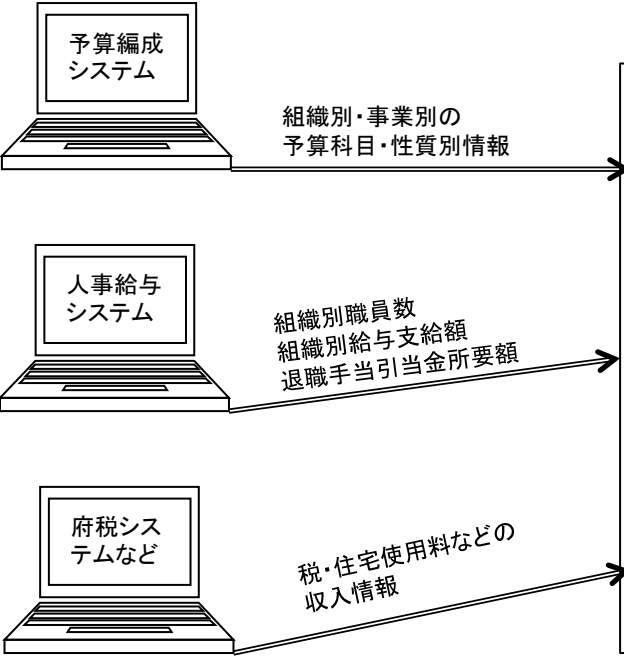 予算編成
システム
組織別・事業別の
予算科目・性質別情報
人事給与
システム
組織別職員数
組織別給与支給額
退職手当引当金所要額
府税シス
テムなど
税・住宅使用料などの
収入情報